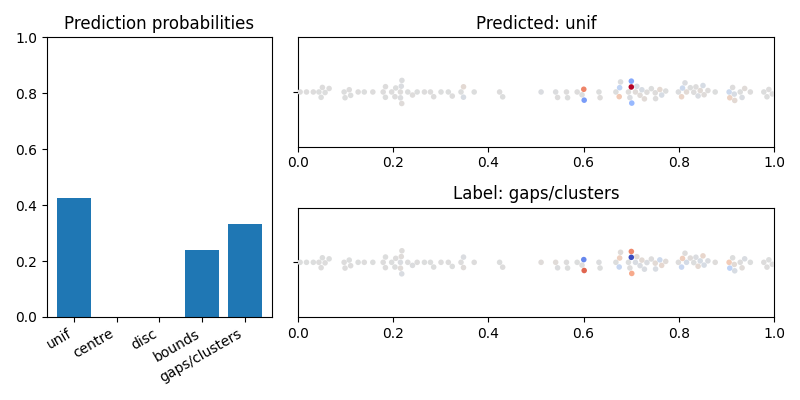 Prediction probabilities
1.0
0.8
0.6
0.4
0.2
0.0
unif
centre
disc
bounds
gaps/clusters
Predicted: unif
0.0 0.2 0.4 0.6 0.8 1.0
Label: gaps/clusters
0.0 0.2 0.4 0.6 0.8 1.0